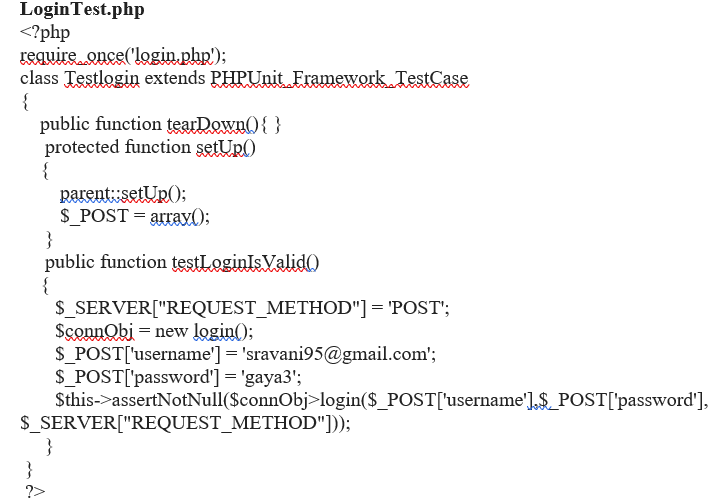 LoginTest.php
<?php
require_once('login.php');
class Testlogin extends PHPUnit_Framework_TestCase
{
public function tearDown(){ }
protected function setUp()
{
parent::setUp();
$_POST = array();
}
public function testLoginIsValid()
{
$_SERVER["REQUEST_METHOD"] = 'POST';
$connObj = new login();
$_POST['username'] = 'sravani95@gmail.com';
$_POST['password'] = 'gaya3';
$this->assertNotNull($connObj>login($_POST['username'],$_POST['password'],
$_SERVER["REQUEST_METHOD"]));
}
}
?>